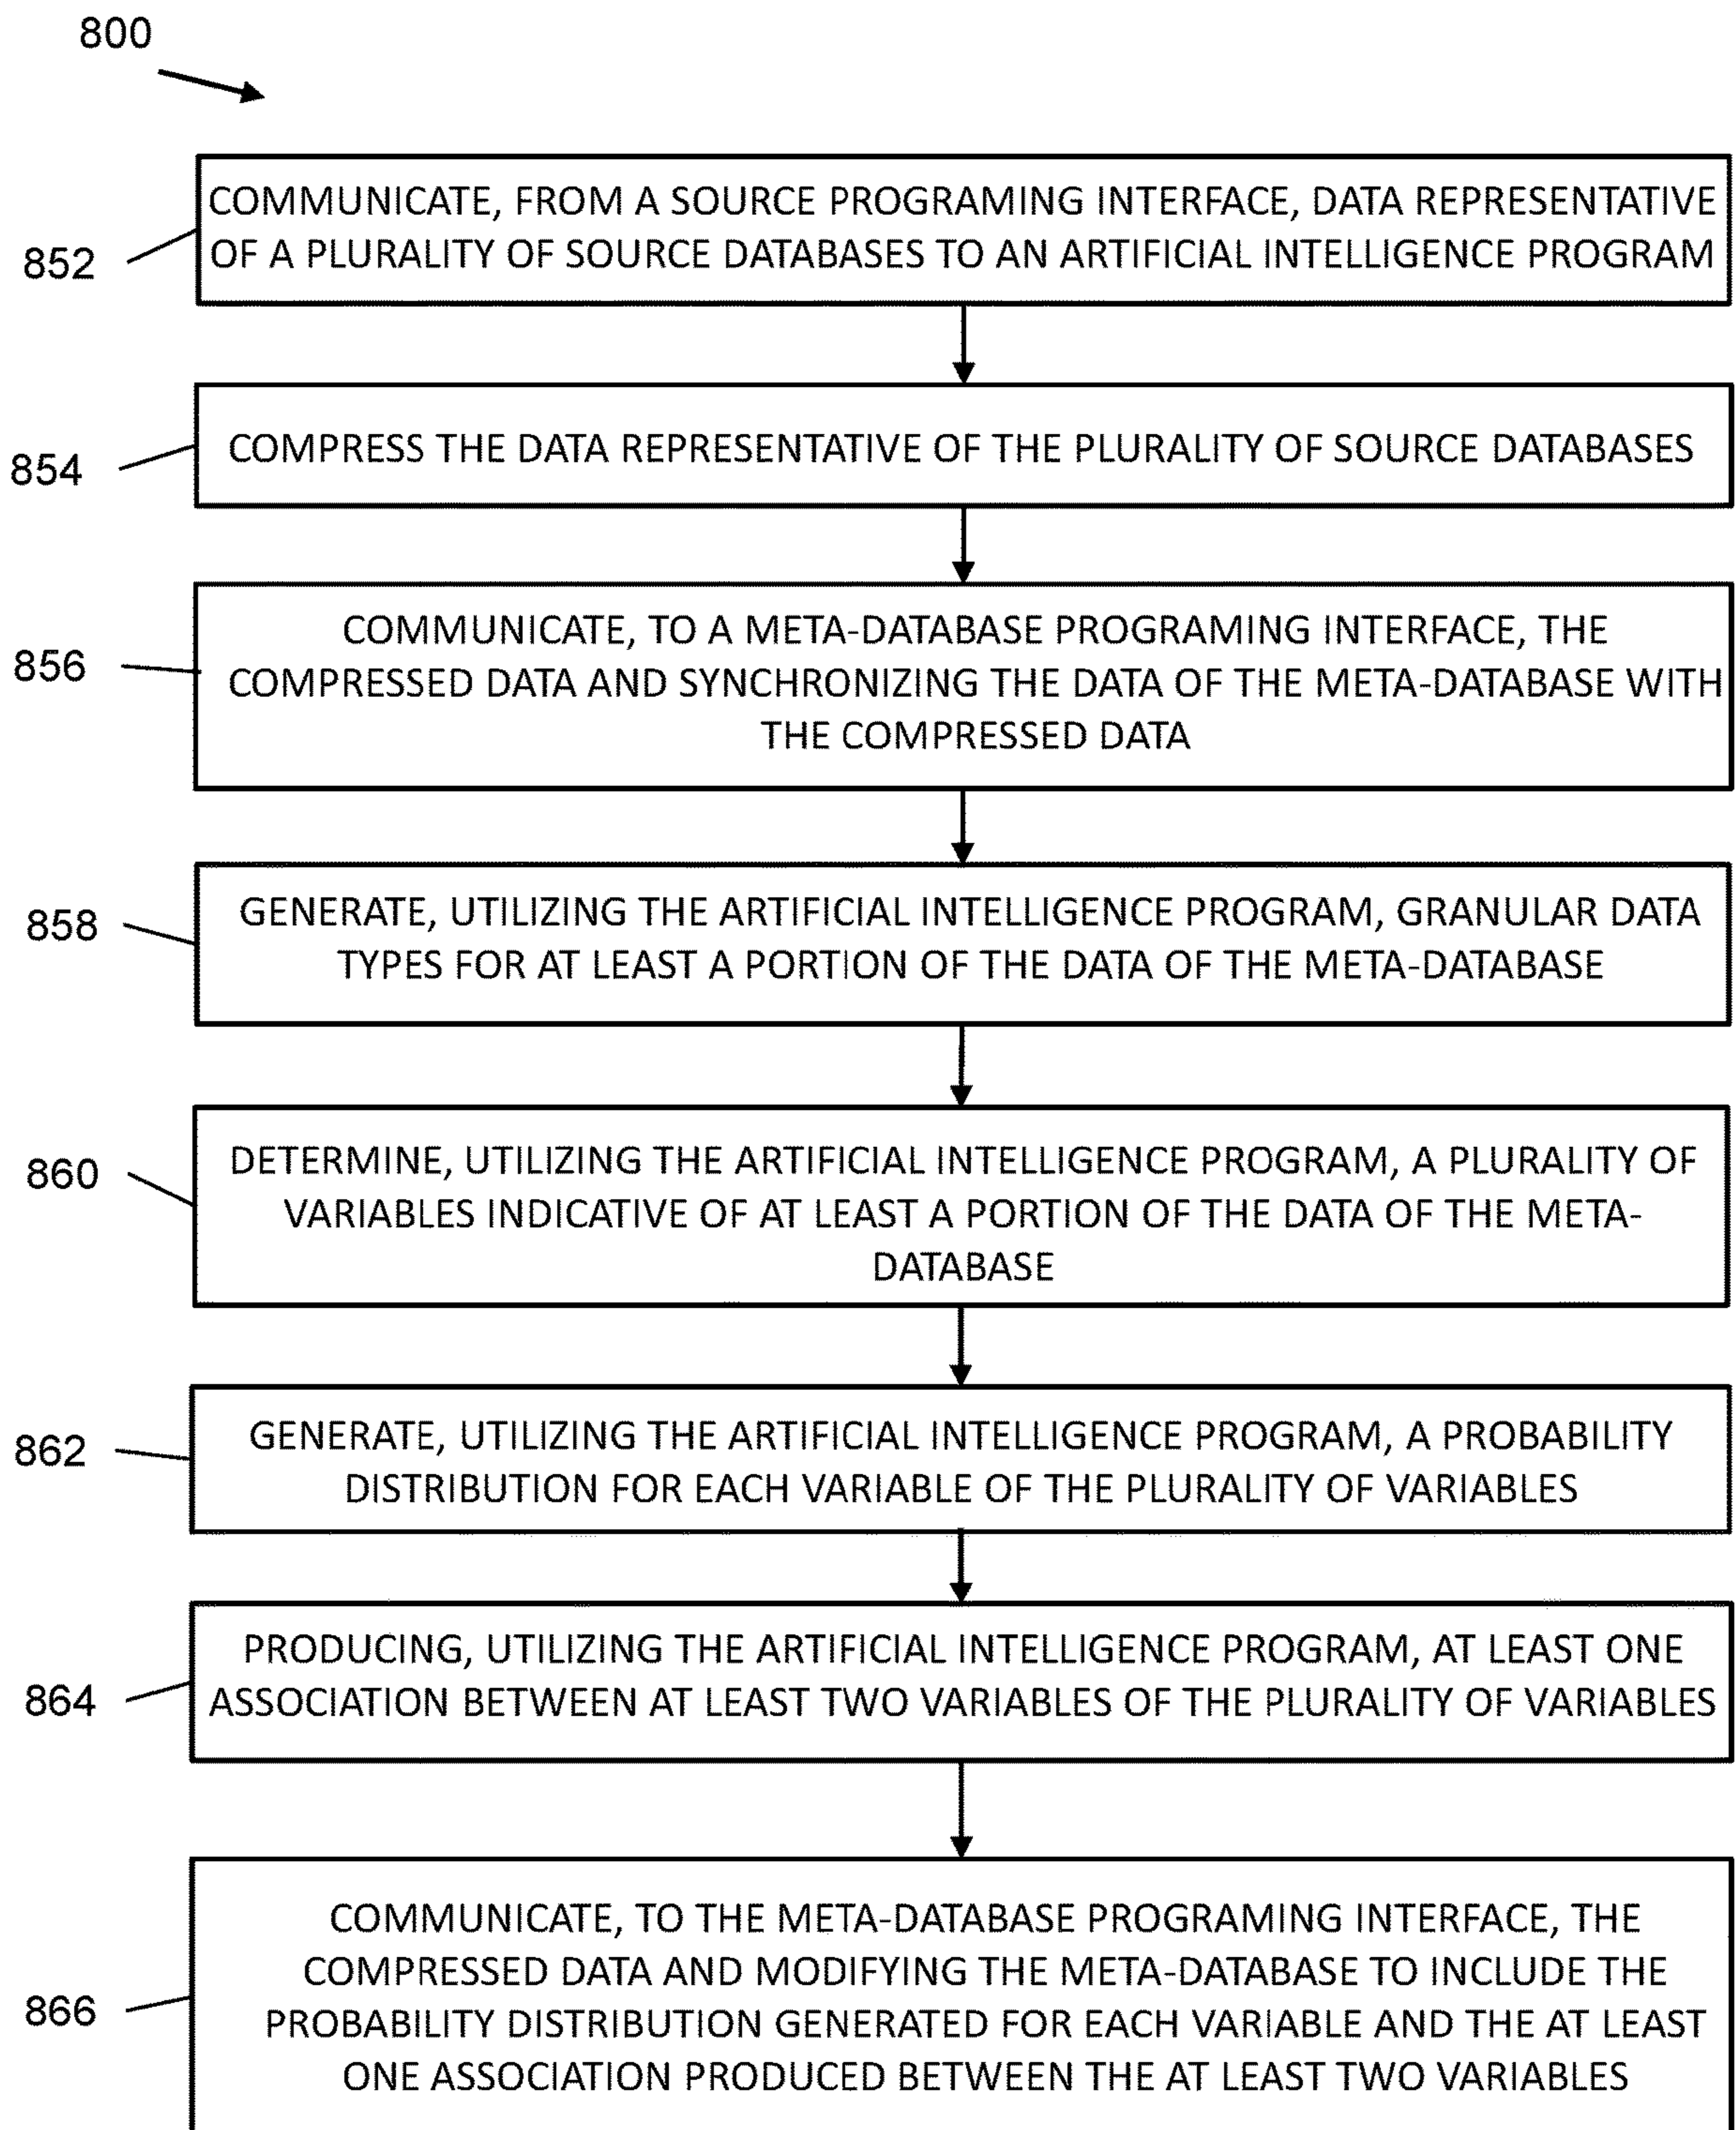 800
852
COMMUNICATE, FROM A SOURCE PROGRAMING INTERFACE, DATA REPRESENTATIVE
OF A PLURALITY OF SOURCE DATABASES TO AN ARTIFICIAL INTELLIGENCE PROGRAM
854
COMPRESS THE DATA REPRESENTATIVE OF THE PLURALITY OF SOURCE DATABASES
856
COMMUNICATE, TO A META-DATABASE PROGRAMING INTERFACE, THE
COMPRESSED DATA AND SYNCHRONIZING THE DATA OF THE META-DATABASE WITH
THE COMPRESSED DATA
858
GENERATE, UTILIZING THE ARTIFICIAL INTELLIGENCE PROGRAM, GRANULAR DATA
TYPES FOR AT LEAST A PORTION OF THE DATA OF THE META-DATABASE
860
DETERMINE, UTILIZING THE ARTIFICIAL INTELLIGENCE PROGRAM, A PLURALITY OF
VARIABLES INDICATIVE OF AT LEAST A PORTION OF THE DATA OF THE META-
DATABASE
862
GENERATE, UTILIZING THE ARTIFICIAL INTELLIGENCE PROGRAM, A PROBABILITY
DISTRIBUTION FOR EACH VARIABLE OF THE PLURALITY OF VARIABLES
864
PRODUCING, UTILIZING THE ARTIFICIAL INTELLIGENCE PROGRAM, AT LEAST ONE
ASSOCIATION BETWEEN AT LEAST TWO VARIABLES OF THE PLURALITY OF VARIABLES
866
COMMUNICATE, TO THE META-DATABASE PROGRAMING INTERFACE, THE
COMPRESSED DATA AND MODIFYING THE META-DATABASE TO INCLUDE THE
PROBABILITY DISTRIBUTION GENERATED FOR EACH VARIABLE AND THE AT LEAST
ONE ASSOCIATION PRODUCED BETWEEN THE AT LEAST TWO VARIABLES